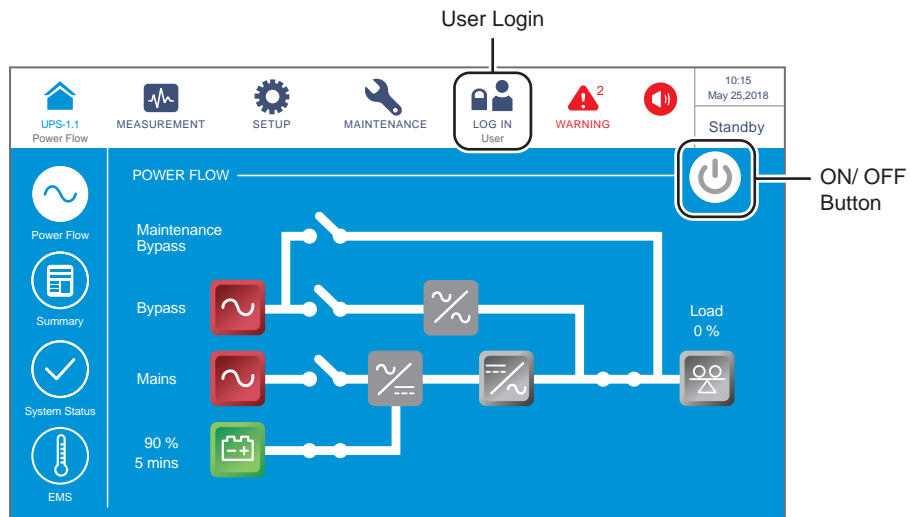 User Login
UPS-1.1
Power Flow
MEASUREMENT
SETUP
MAINTENANCE
LOG IN
User
2
WARNING
10:15
May 25,2018
Standby
POWER FLOW
ON/ OFF
Button
Power Flow
Summary
System Status
EMS
Maintenance
Bypass
Bypass
Load
0 %
Mains
90 %
5 mins